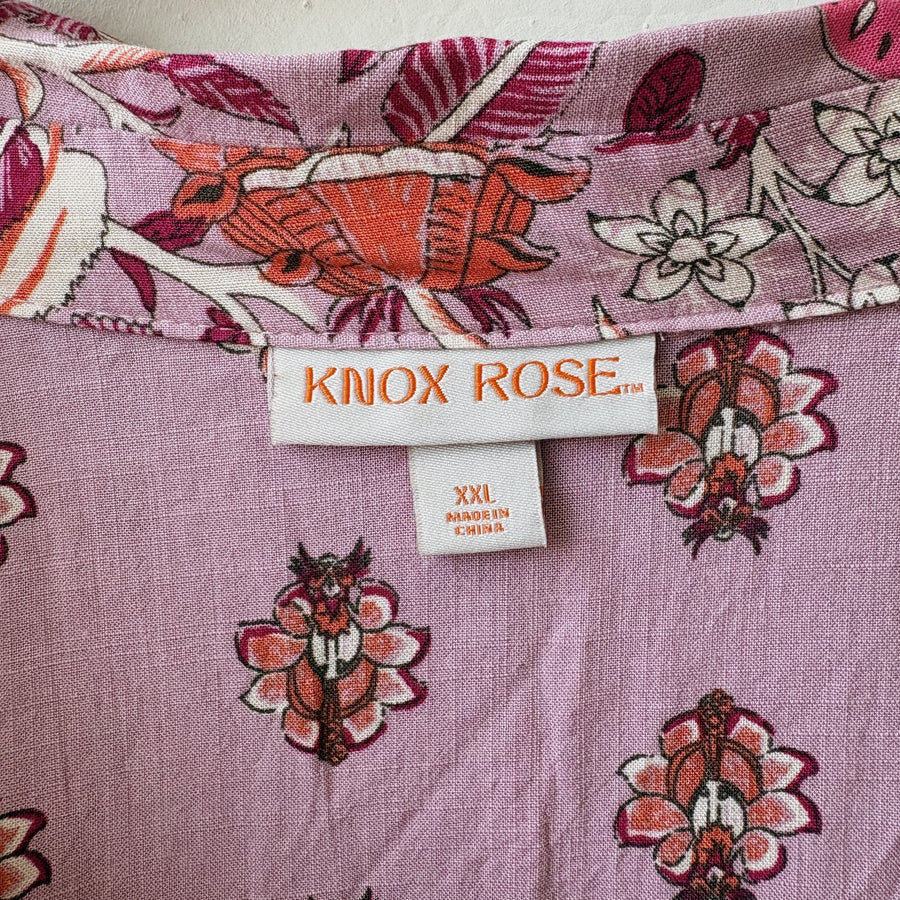 KNOX ROSE™
XXL
MADE IN
CHINA